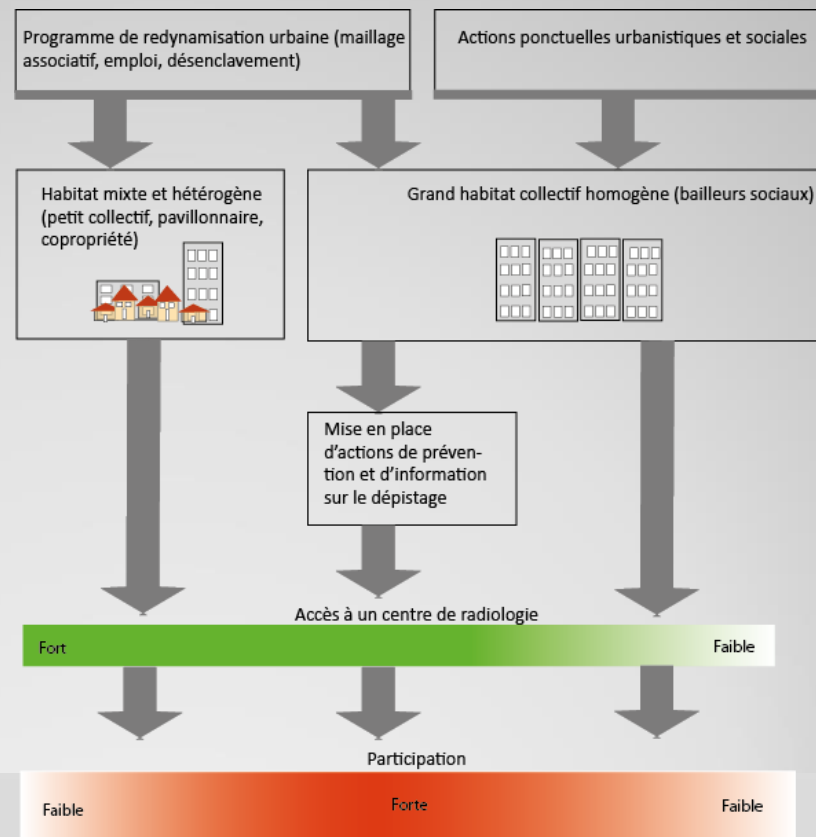 Programme de redynamisation urbaine (maillage
associatif, emploi, désenclavement)
Actions ponctuelles urbanistiques et sociales
Habitat mixte et hétérogène
(petit collectif, pavillonnaire,
copropriété)
Grand habitat collectif homogène (bailleurs sociaux)
Mise en place
d'actions de préven-
tion et d'information
sur le dépistage
Accès à un centre de radiologie
Fort
Faible
Participation
Faible
Forte
Faible